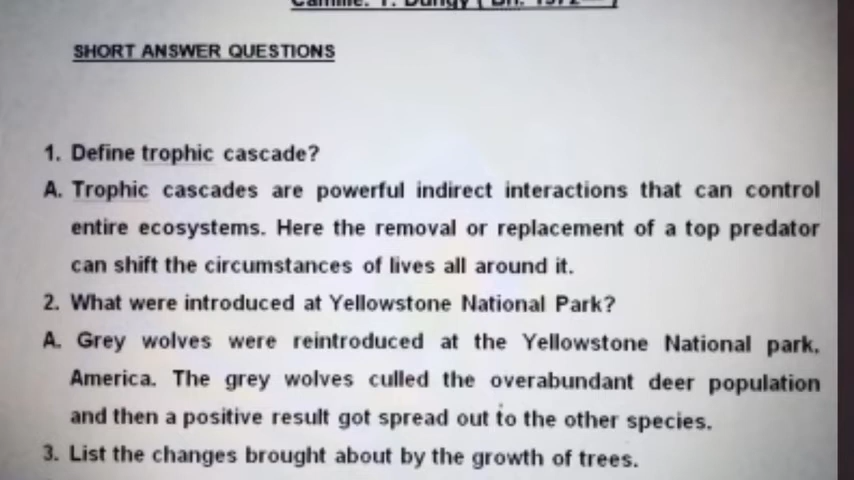 Camille. T. Dungy ( Bn. 1972— )
SHORT ANSWER QUESTIONS
1. Define trophic cascade?
A. Trophic cascades are powerful indirect interactions that can control
entire ecosystems. Here the removal or replacement of a top predator
can shift the circumstances of lives all around it.
2. What were introduced at Yellowstone National Park?
A. Grey wolves were reintroduced at the Yellowstone National park,
America. The grey wolves culled the overabundant deer population
and then a positive result got spread out to the other species.
3. List the changes brought about by the growth of trees.